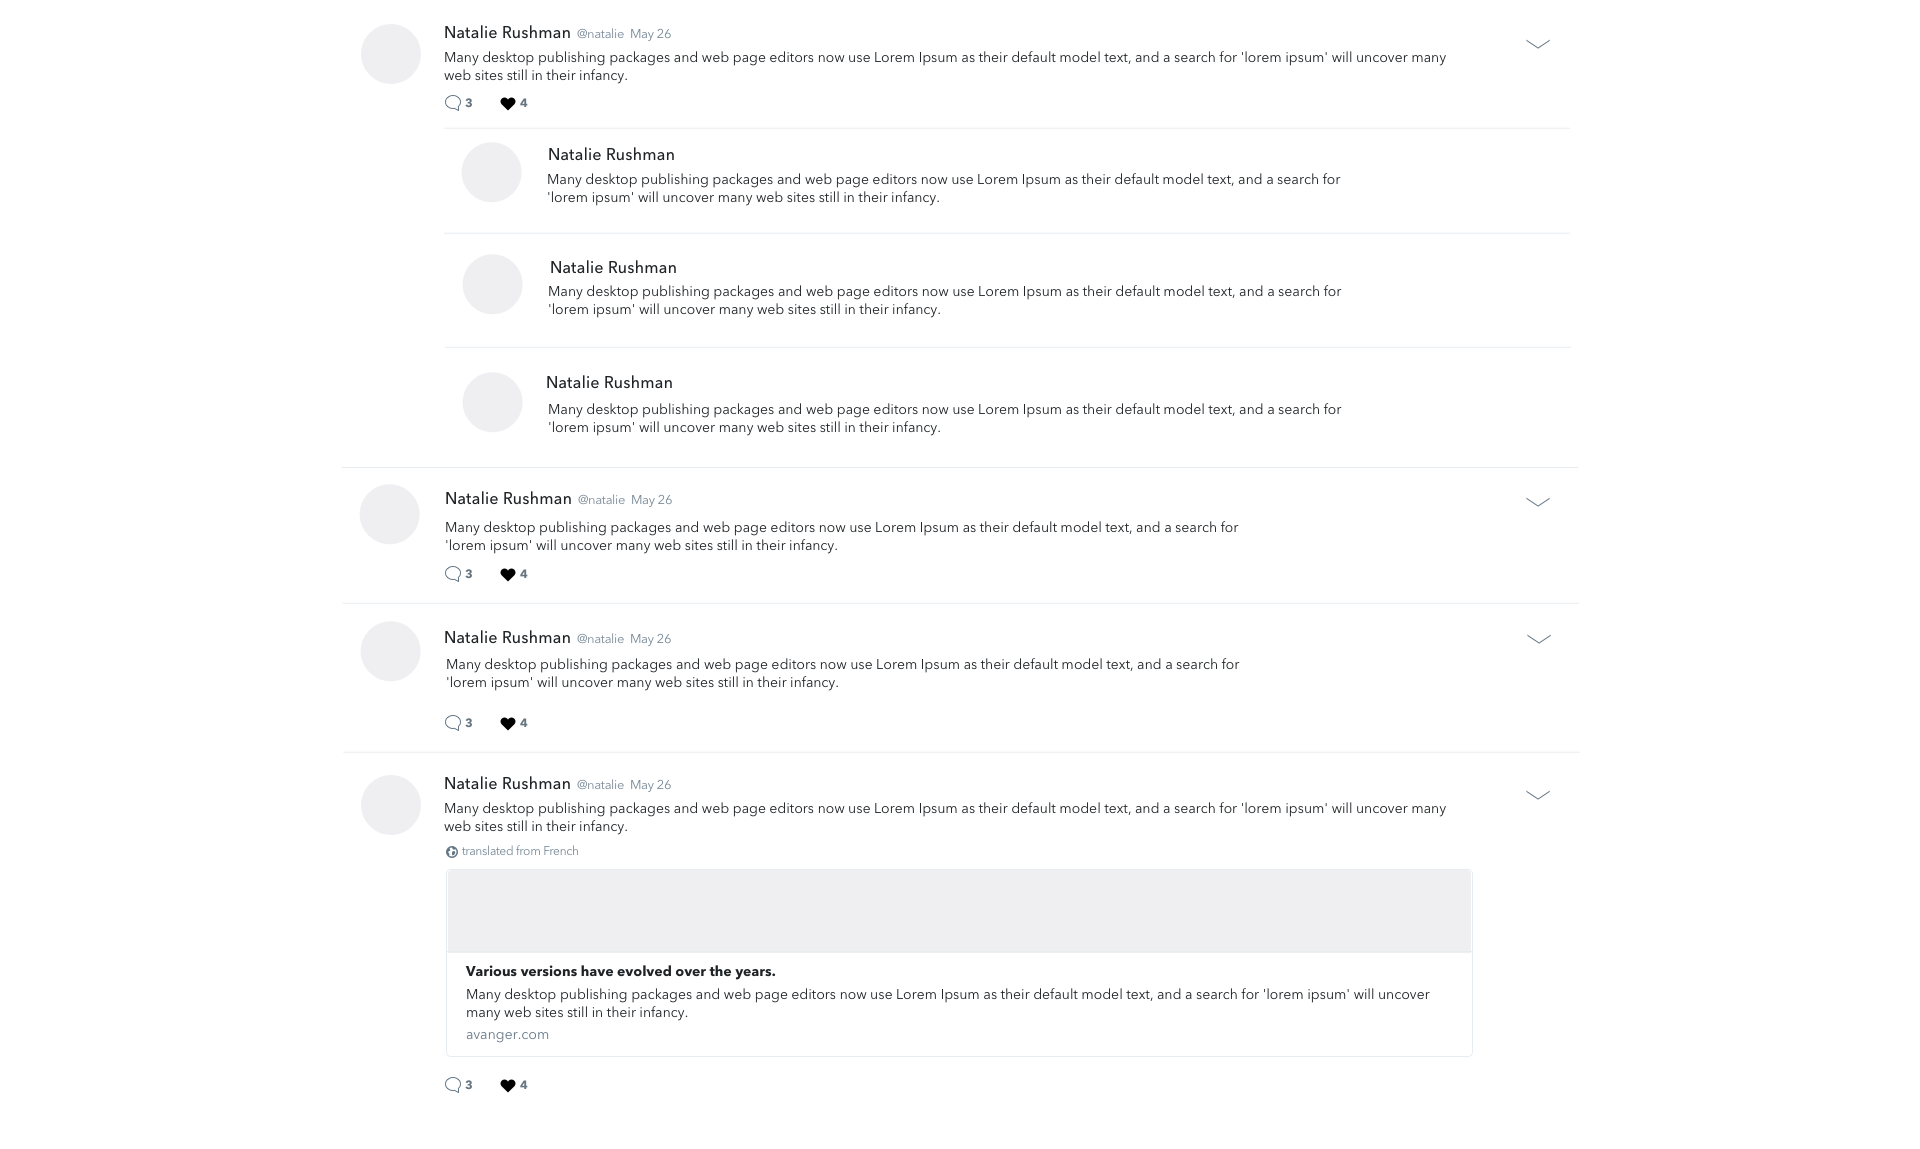 Natalie Rushman @natalie May 26
Many desktop publishing packages and web page editors now use Lorem Ipsum as their default model text, and a search for 'lorem ipsum' will uncover many
web sites still in their infancy.
3 4
Natalie Rushman
Many desktop publishing packages and web page editors now use Lorem Ipsum as their default model text, and a search for
'lorem ipsum' will uncover many web sites still in their infancy.
Natalie Rushman
Many desktop publishing packages and web page editors now use Lorem Ipsum as their default model text, and a search for
'lorem ipsum' will uncover many web sites still in their infancy.
Natalie Rushman
Many desktop publishing packages and web page editors now use Lorem Ipsum as their default model text, and a search for
'lorem ipsum' will uncover many web sites still in their infancy.
Natalie Rushman @natalie May 26
Many desktop publishing packages and web page editors now use Lorem Ipsum as their default model text, and a search for
'lorem ipsum' will uncover many web sites still in their infancy.
3 4
Natalie Rushman @natalie May 26
Many desktop publishing packages and web page editors now use Lorem Ipsum as their default model text, and a search for
'lorem ipsum' will uncover many web sites still in their infancy.
3 4
Natalie Rushman @natalie May 26
Many desktop publishing packages and web page editors now use Lorem Ipsum as their default model text, and a search for 'lorem ipsum' will uncover many
web sites still in their infancy.
translated from French
Various versions have evolved over the years.
Many desktop publishing packages and web page editors now use Lorem Ipsum as their default model text, and a search for 'lorem ipsum' will uncover
many web sites still in their infancy.
avanger.com
3 4